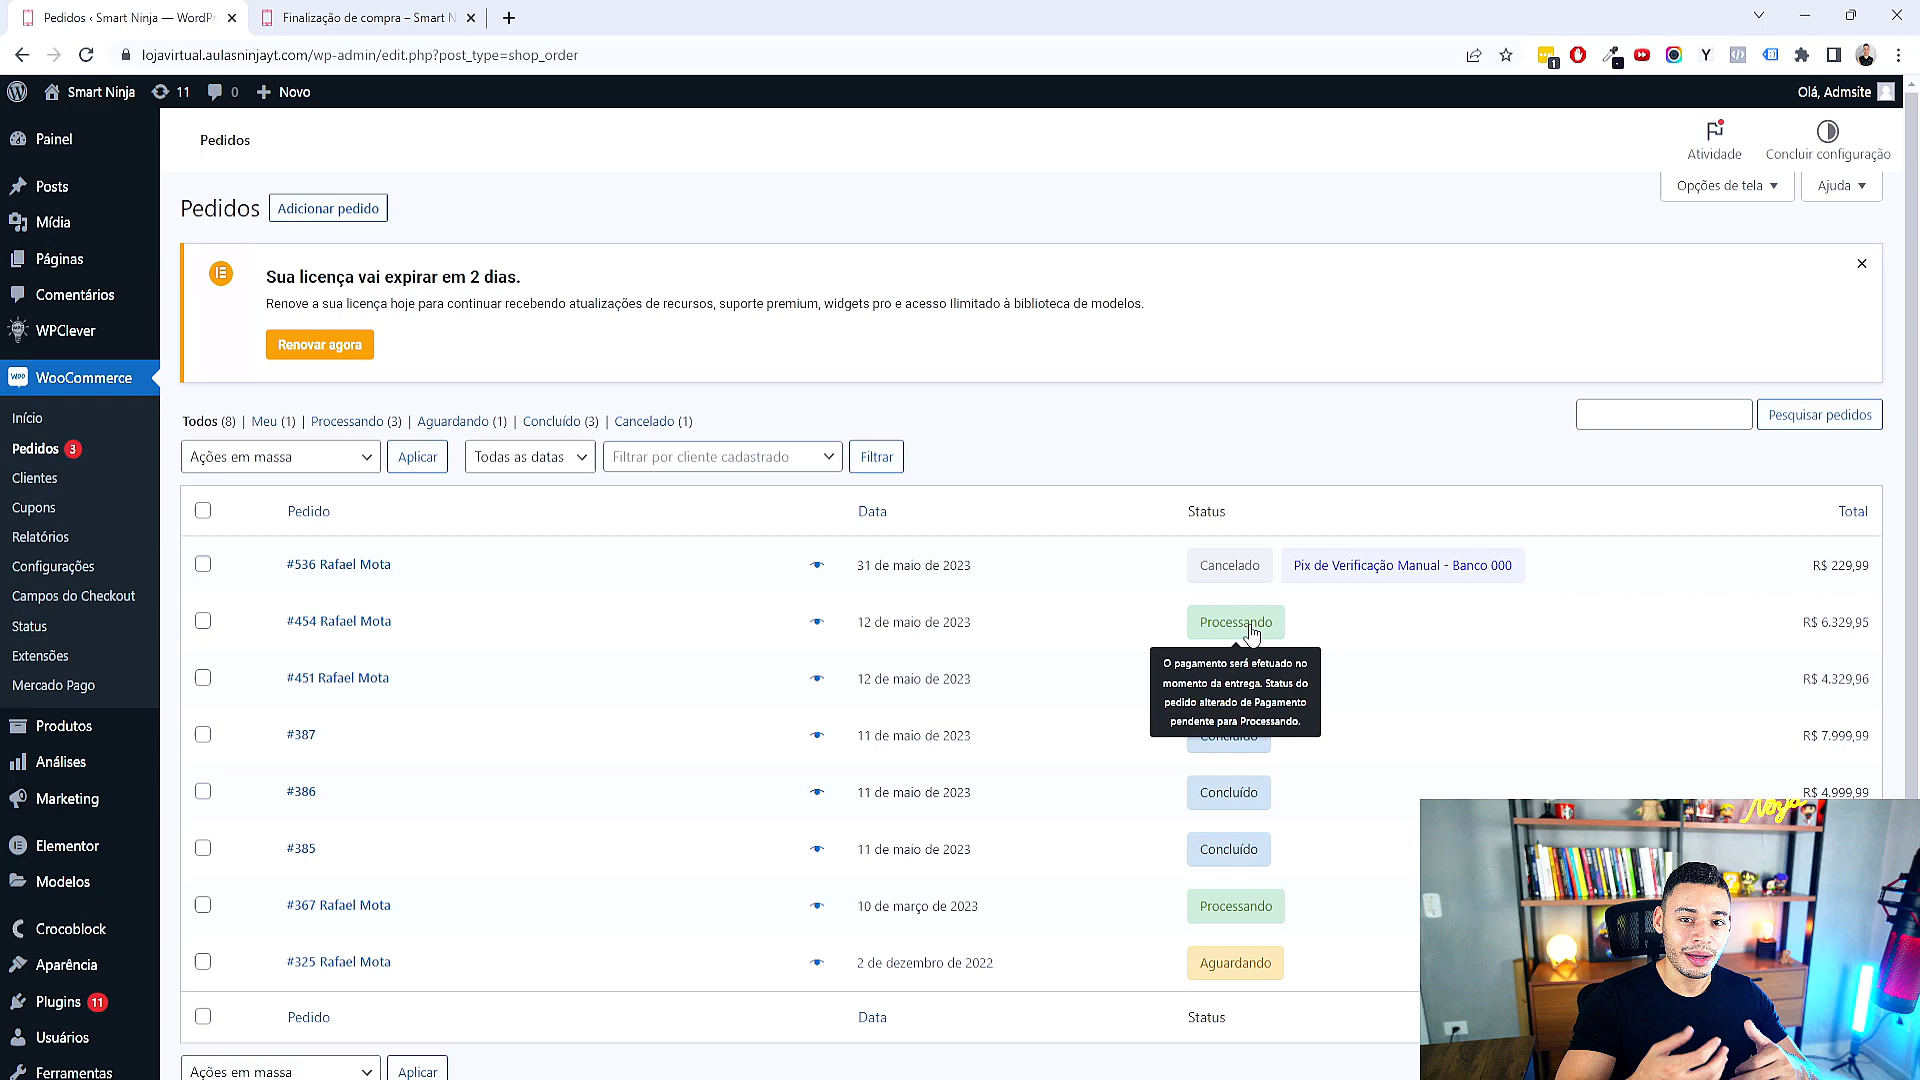 Pedidos ‹ Smart Ninja — WordPr
Finalização de compra – Smart N
lojavirtual.aulasninjayt.com/wp-admin/edit.php?post_type=shop_order
1
Y
Smart Ninja
11
0
Novo
Olá, Admsite
Painel
Posts
Mídia
Páginas
Comentários
WPClever
WooCommerce
Início
Pedidos 3
Clientes
Cupons
Relatórios
Configurações
Campos do Checkout
Status
Extensões
Mercado Pago
Produtos
Análises
Marketing
Elementor
Modelos
Crocoblock
Aparência
Plugins 11
Usuários
Ferramentas
Pedidos
Atividade
Concluir configuração
Opções de tela
Ajuda
Pedidos
Adicionar pedido
Sua licença vai expirar em 2 dias.
Renove a sua licença hoje para continuar recebendo atualizações de recursos, suporte premium, widgets pro e acesso Ilimitado à biblioteca de modelos.
Renovar agora
Todos (8) | Meu (1) | Processando (3) | Aguardando (1) | Concluído (3) | Cancelado (1)
Pesquisar pedidos
Ações em massa
Aplicar
Todas as datas
Filtrar por cliente cadastrado
Filtrar
Pedido Data Status Total
#536 Rafael Mota 31 de maio de 2023 Cancelado Pix de Verificação Manual - Banco 000 R$ 229,99
#454 Rafael Mota 12 de maio de 2023 Processando R$ 6.329,95
O pagamento será efetuado no
momento da entrega. Status do
pedido alterado de Pagamento
pendente para Processando.
#451 Rafael Mota 12 de maio de 2023 R$ 4.329,96
#387 11 de maio de 2023 Concluído R$ 7.999,99
#386 11 de maio de 2023 Concluído R$ 4.999,99
#385 11 de maio de 2023 Concluído
#367 Rafael Mota 10 de março de 2023 Processando
#325 Rafael Mota 2 de dezembro de 2022 Aguardando
Pedido Data Status
Ações em massa
Aplicar
Ninja